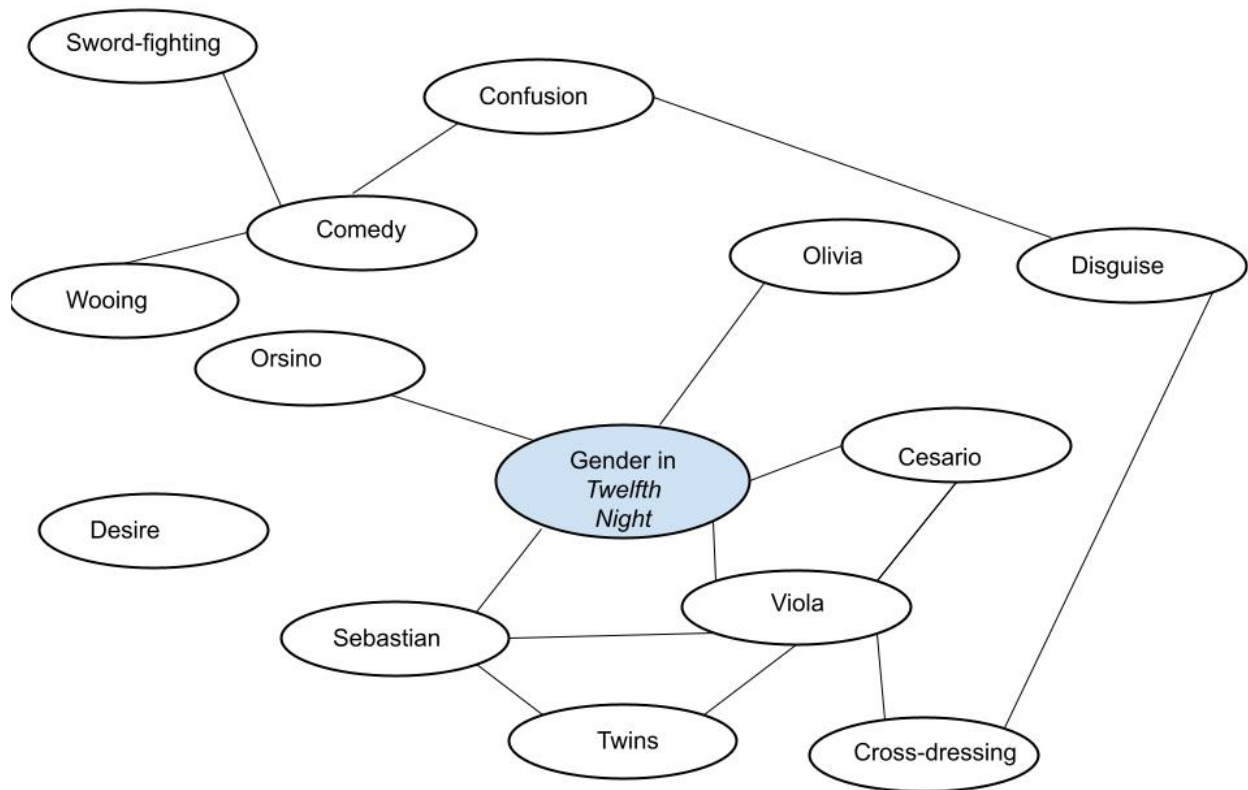 Sword-fighting
Confusion
Comedy
Olivia
Disguise
Wooing
Orsino
Gender in
Twelfth
Night
Cesario
Desire
Viola
Sebastian
Twins
Cross-dressing